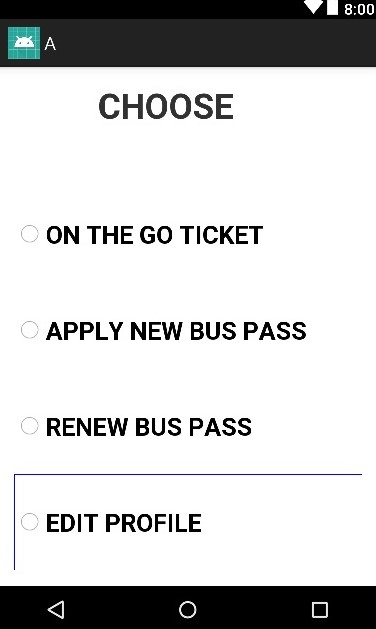 8:00
A
CHOOSE
ON THE GO TICKET
APPLY NEW BUS PASS
RENEW BUS PASS
EDIT PROFILE